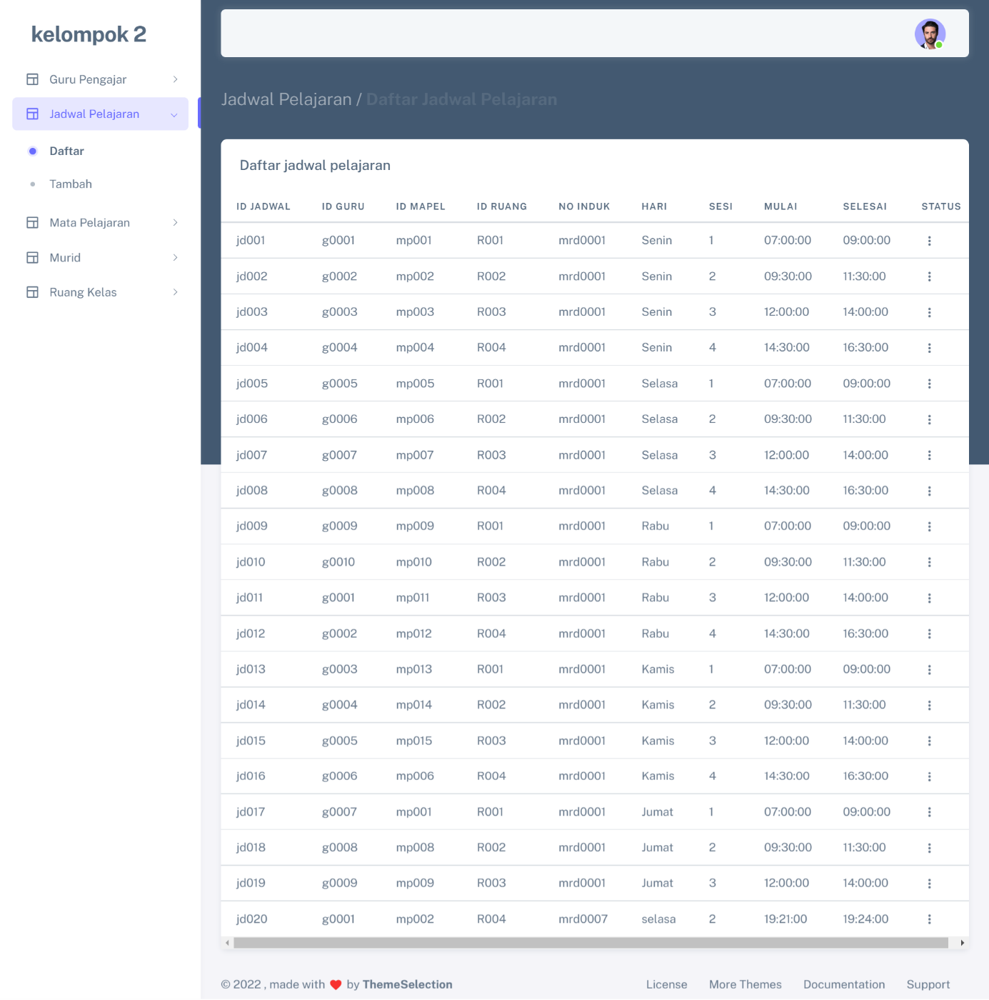 kelompok 2
Guru Pengajar
Jadwal Pelajaran
Daftar
Tambah
Mata Pelajaran
Murid
Ruang Kelas
Jadwal Pelajaran / Daftar Jadwal Pelajaran
Daftar jadwal pelajaran
ID JADWAL ID GURU ID MAPEL ID RUANG NO INDUK HARI SESI MULAI SELESAI STATUS
jd001 g0001 mp001 R001 mrd0001 Senin 1 07:00:00 09:00:00
jd002 g0002 mp002 R002 mrd0001 Senin 2 09:30:00 11:30:00
jd003 g0003 mp003 R003 mrd0001 Senin 3 12:00:00 14:00:00
jd004 g0004 mp004 R004 mrd0001 Senin 4 14:30:00 16:30:00
jd005 g0005 mp005 R001 mrd0001 Selasa 1 07:00:00 09:00:00
jd006 g0006 mp006 R002 mrd0001 Selasa 2 09:30:00 11:30:00
jd007 g0007 mp007 R003 mrd0001 Selasa 3 12:00:00 14:00:00
jd008 g0008 mp008 R004 mrd0001 Selasa 4 14:30:00 16:30:00
jd009 g0009 mp009 R001 mrd0001 Rabu 1 07:00:00 09:00:00
jd010 g0010 mp010 R002 mrd0001 Rabu 2 09:30:00 11:30:00
jd011 g0001 mp011 R003 mrd0001 Rabu 3 12:00:00 14:00:00
jd012 g0002 mp012 R004 mrd0001 Rabu 4 14:30:00 16:30:00
jd013 g0003 mp013 R001 mrd0001 Kamis 1 07:00:00 09:00:00
jd014 g0004 mp014 R002 mrd0001 Kamis 2 09:30:00 11:30:00
jd015 g0005 mp015 R003 mrd0001 Kamis 3 12:00:00 14:00:00
jd016 g0006 mp006 R004 mrd0001 Kamis 4 14:30:00 16:30:00
jd017 g0007 mp001 R001 mrd0001 Jumat 1 07:00:00 09:00:00
jd018 g0008 mp008 R002 mrd0001 Jumat 2 09:30:00 11:30:00
jd019 g0009 mp009 R003 mrd0001 Jumat 3 12:00:00 14:00:00
jd020 g0001 mp002 R004 mrd0007 selasa 2 19:21:00 19:24:00
© 2022 , made with ❤️ by ThemeSelection License More Themes Documentation Support